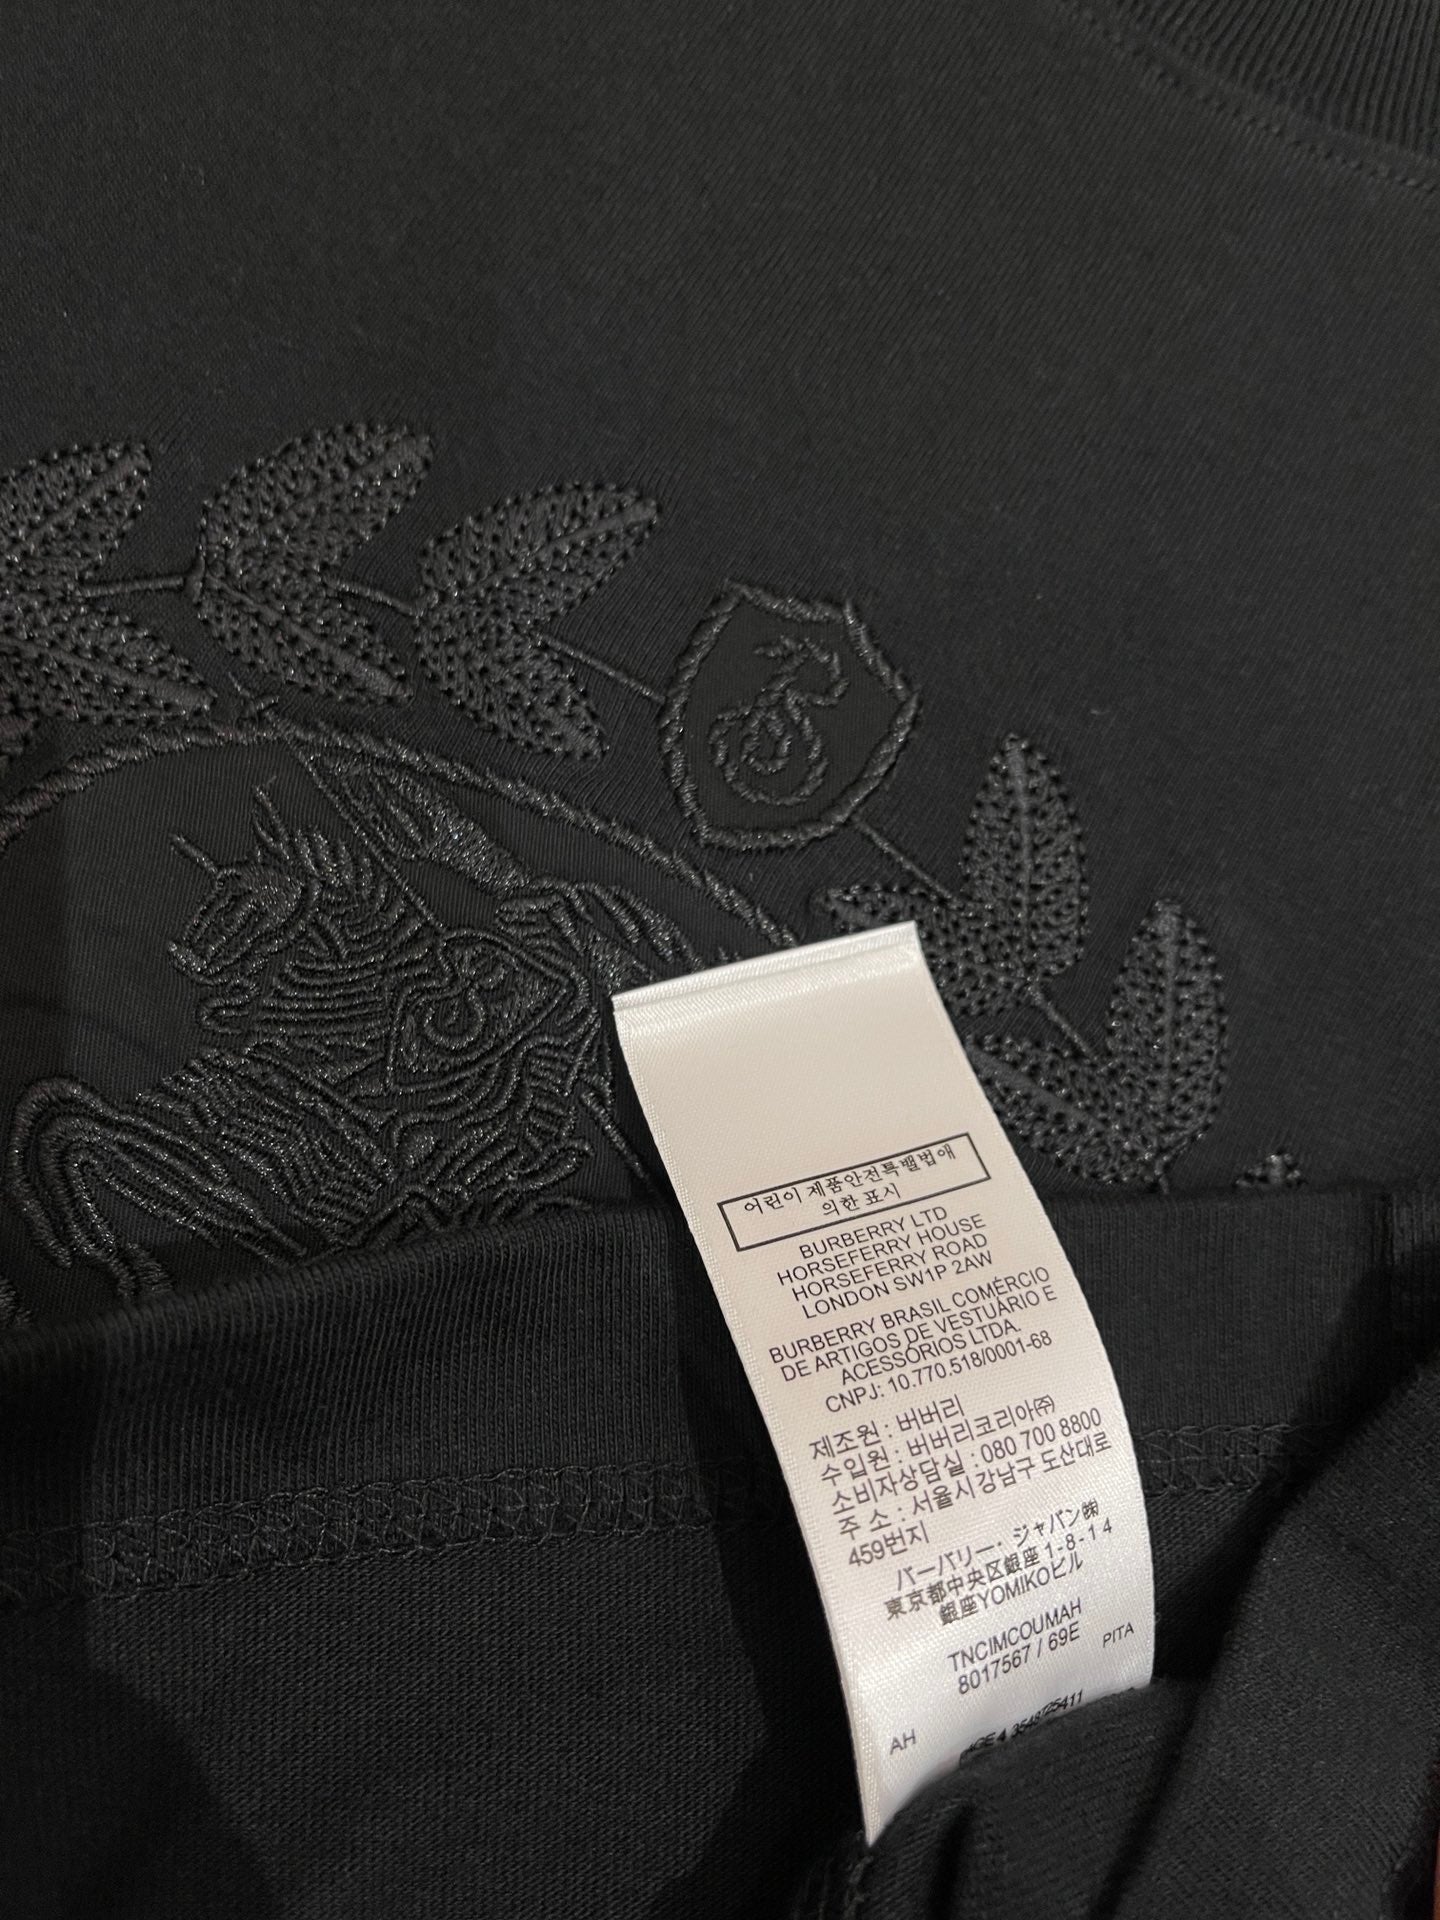 어린이 제품안전특별법애
의한 표시
BURBERRY LTD
HORSEFERRY HOUSE
HORSEFERRY ROAD
LONDON SW1P 2AW
BURBERRY BRASIL COMÉRCIO
DE ARTIGOS DE VESTUÁRIO E
ACESSÓRIOS LTDA.
CNPJ: 10.770.518/0001-68
제조원 : 버버리
수입원 : 버버리코리아㈜
소비자상담실 : 080 700 8800
주 소 : 서울시강남구 도산대로
459번지
バーバリー・ジャパン㈱
東京都中央区銀座1-8-14
銀座YOMIKOビル
TNCIMCOUMAH
8017567 / 69E
PITA
AH
4 3548725411